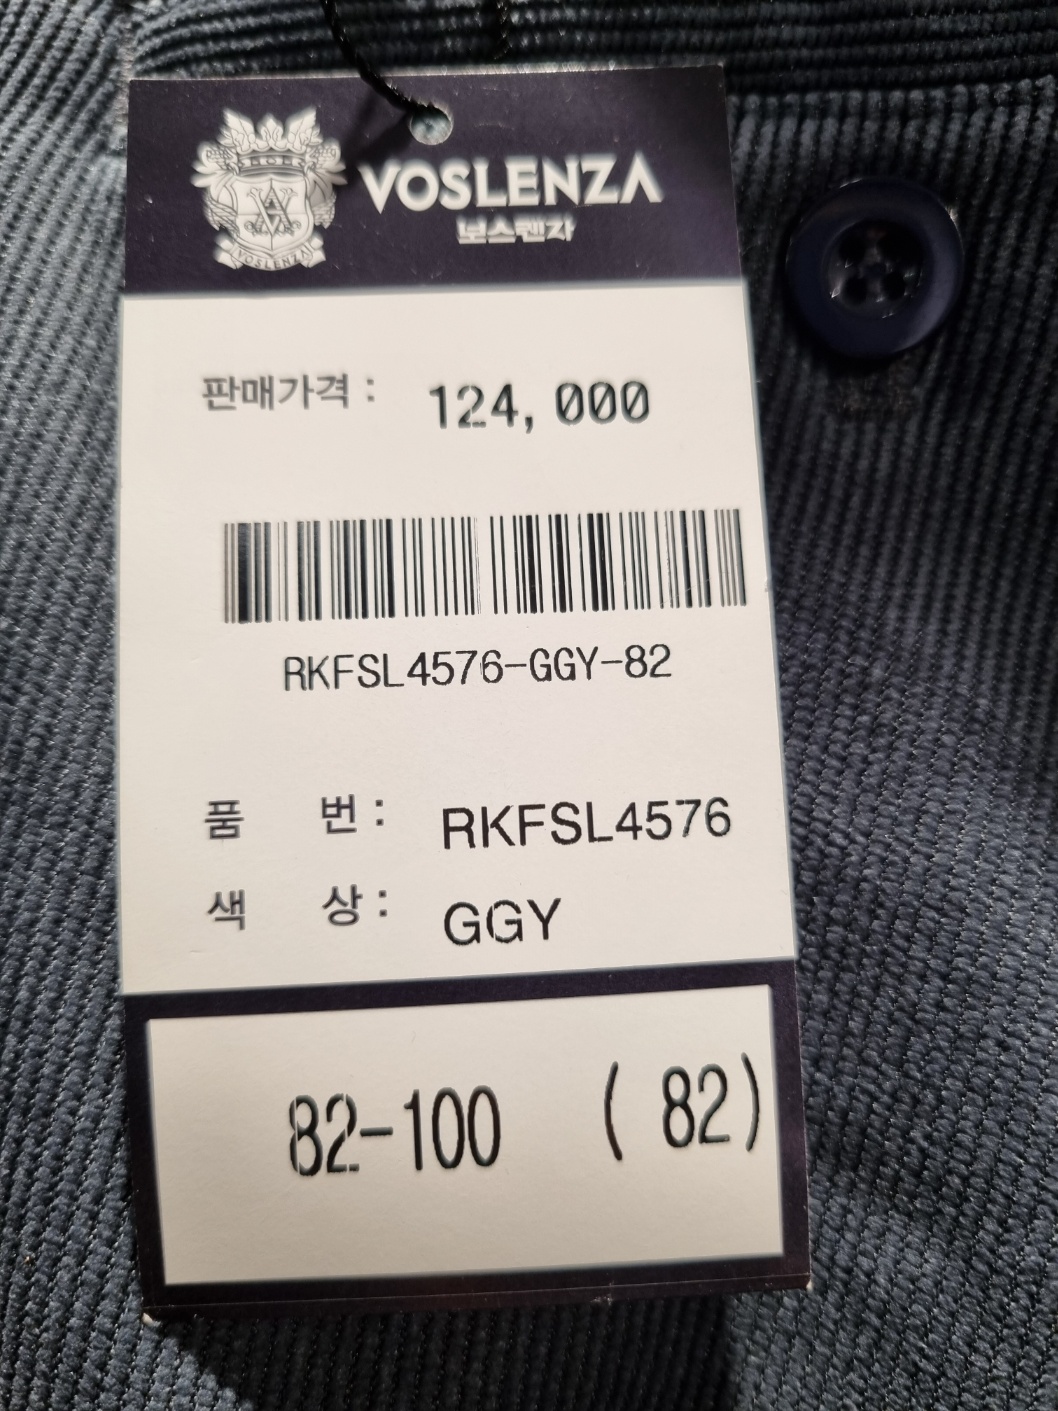 VOSLENZA
보스렌자
VOSLENZA
판매가격 : 124,000
RKFSL4576-GGY-82
품 번 : RKFSL4576
색 상 : GGY
82-100 ( 82)